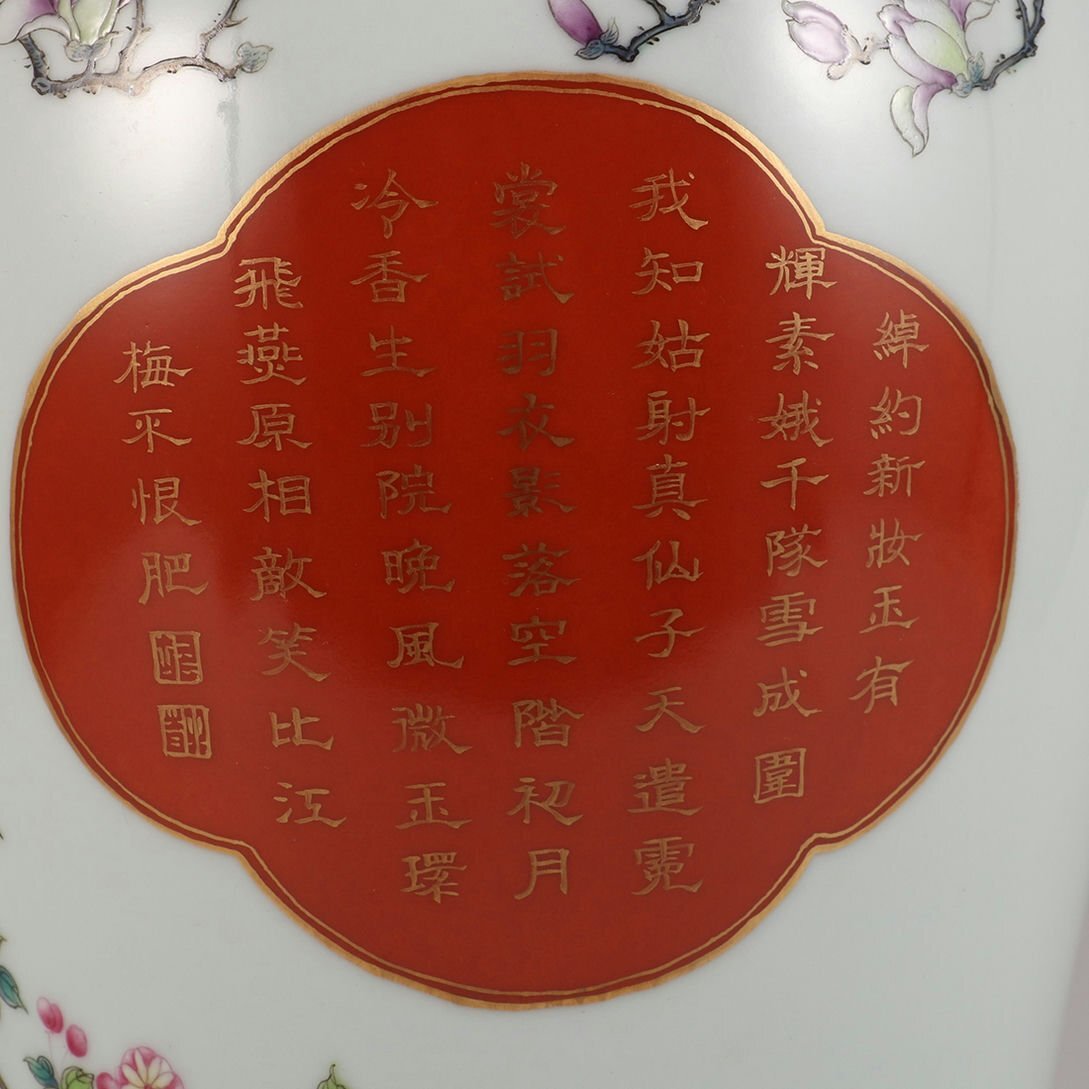 綽約新妝玉有
輝素娥千隊雪成圍
我知姑射真仙子天遣霓
裳試羽衣影落空階初月
冷香生別院晚風微玉環
飛燕原相敵笑比江
梅不恨肥